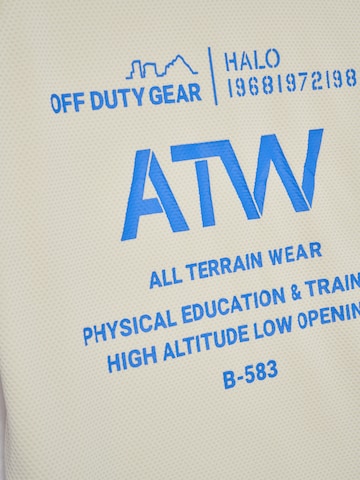 OFF DUTY GEAR
HALO
19681972198
ATW
ALL TERRAIN WEAR
PHYSICAL EDUCATION & TRAIN
HIGH ALTITUDE LOW OPENIN
B-583